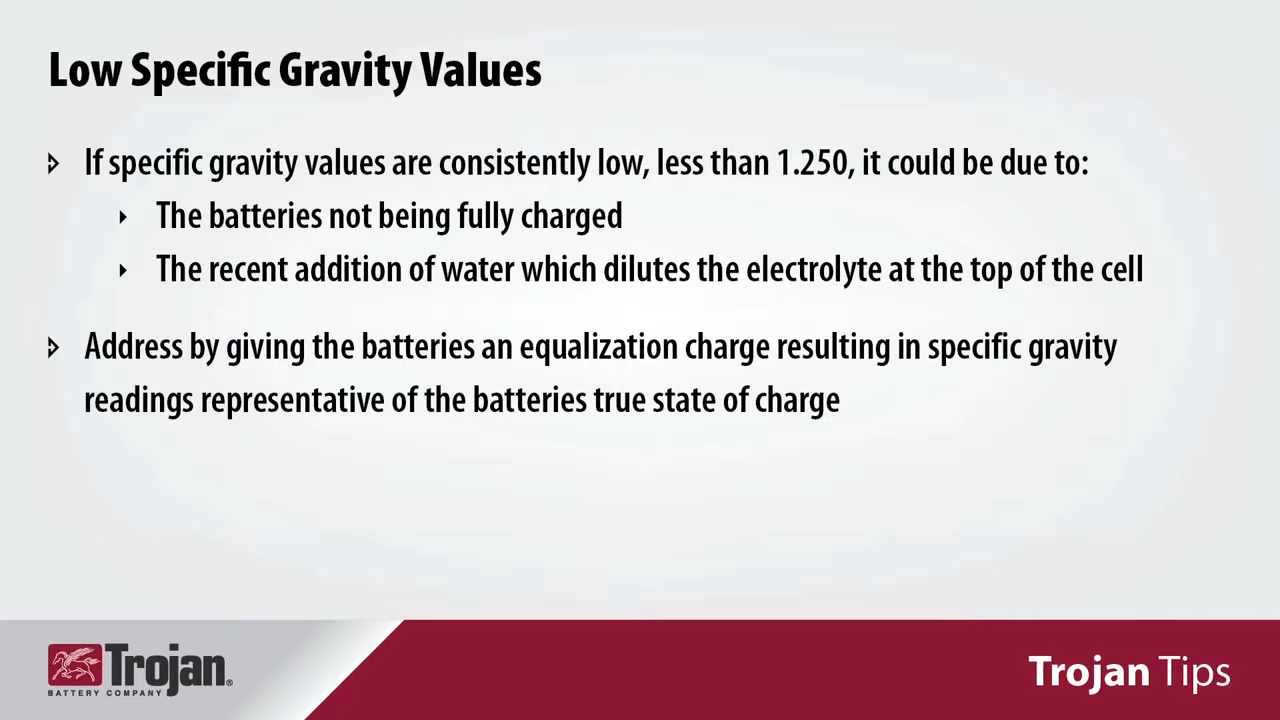 Low Specific Gravity Values
If specific gravity values are consistently low, less than 1.250, it could be due to:
The batteries not being fully charged
The recent addition of water which dilutes the electrolyte at the top of the cell
Address by giving the batteries an equalization charge resulting in specific gravity
readings representative of the batteries true state of charge
Trojan®
BATTERY COMPANY
Trojan Tips